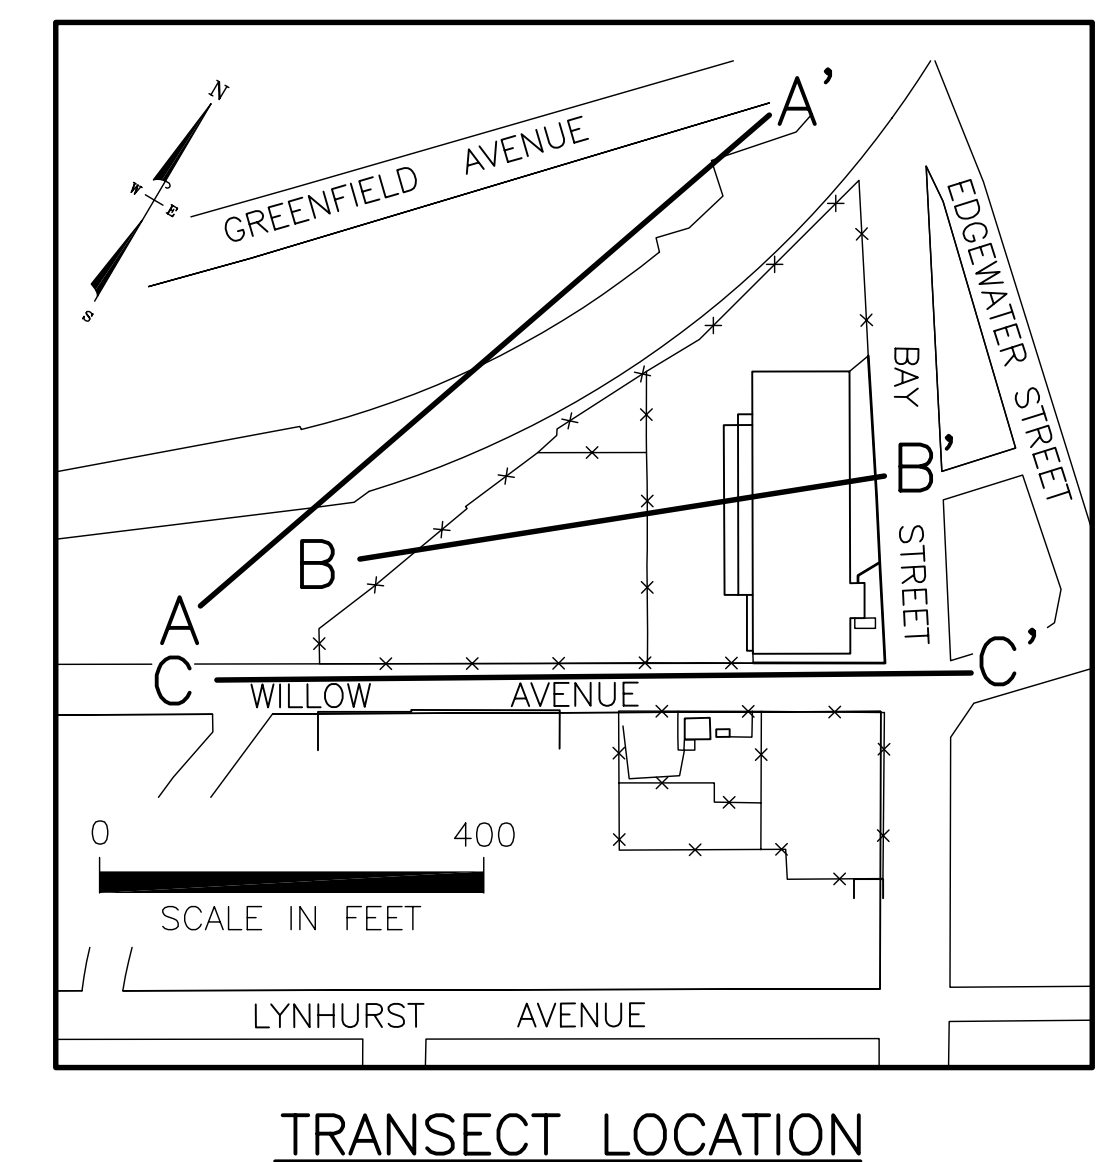 N
W
E
S
A’
GREENFIELD AVENUE
EDGEWATER STREET
BAY STREET
B’
B
A
C
C’
WILLOW AVENUE
0 400
SCALE IN FEET
LYNHURST AVENUE
TRANSECT LOCATION